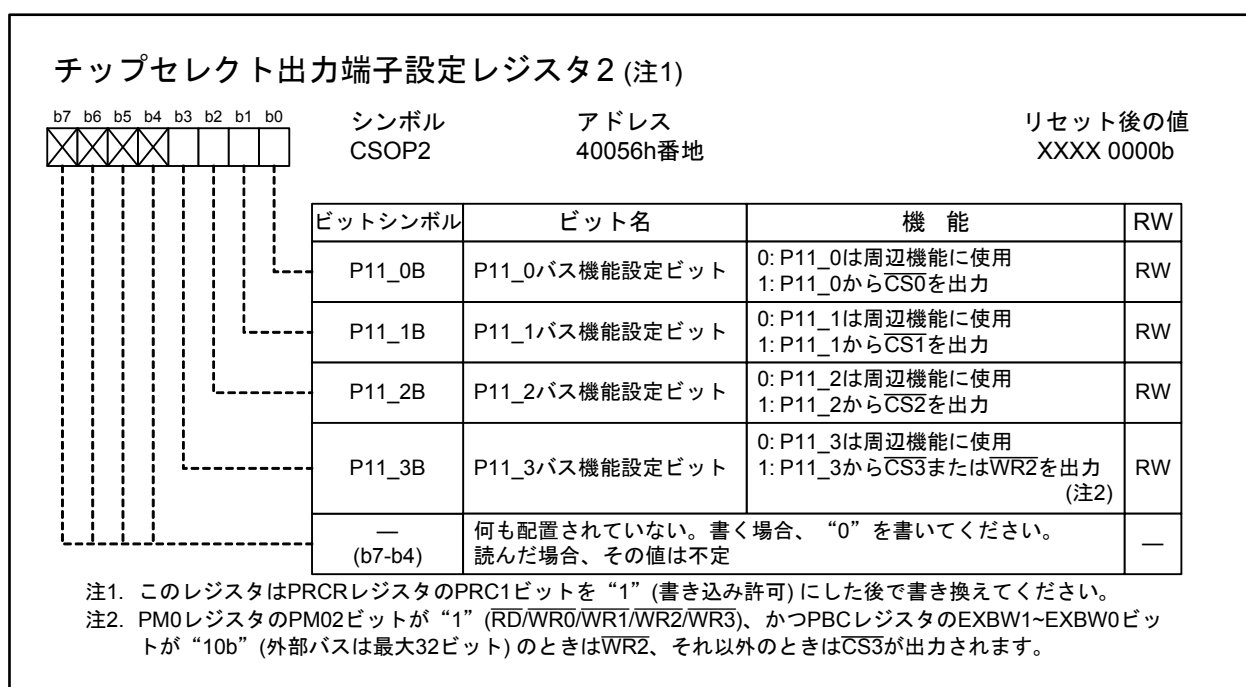 チップセレクト出力端子設定レジスタ2 (注1)
b7 b6 b5 b4 b3 b2 b1 b0
シンボル アドレス リセット後の値
CSOP2 40056h番地 XXXX 0000b
ビットシンボル ビット名 機 能 RW
P11_0B P11_0バス機能設定ビット 0: P11_0は周辺機能に使用 RW
1: P11_0からCS0を出力
P11_1B P11_1バス機能設定ビット 0: P11_1は周辺機能に使用 RW
1: P11_1からCS1を出力
P11_2B P11_2バス機能設定ビット 0: P11_2は周辺機能に使用 RW
1: P11_2からCS2を出力
P11_3B P11_3バス機能設定ビット 0: P11_3は周辺機能に使用 RW
1: P11_3からCS3またはWR2を出力
(注2)
— 何も配置されていない。書く場合、“0”を書いてください。 —
(b7-b4) 読んだ場合、その値は不定
注1. このレジスタはPRCRレジスタのPRC1ビットを“1”(書き込み許可) にした後で書き換えてください。
注2. PM0レジスタのPM02ビットが“1”(RD/WR0/WR1/WR2/WR3)、かつPBCレジスタのEXBW1~EXBW0ビッ
トが“10b”(外部バスは最大32ビット) のときはWR2、それ以外のときはCS3が出力されます。